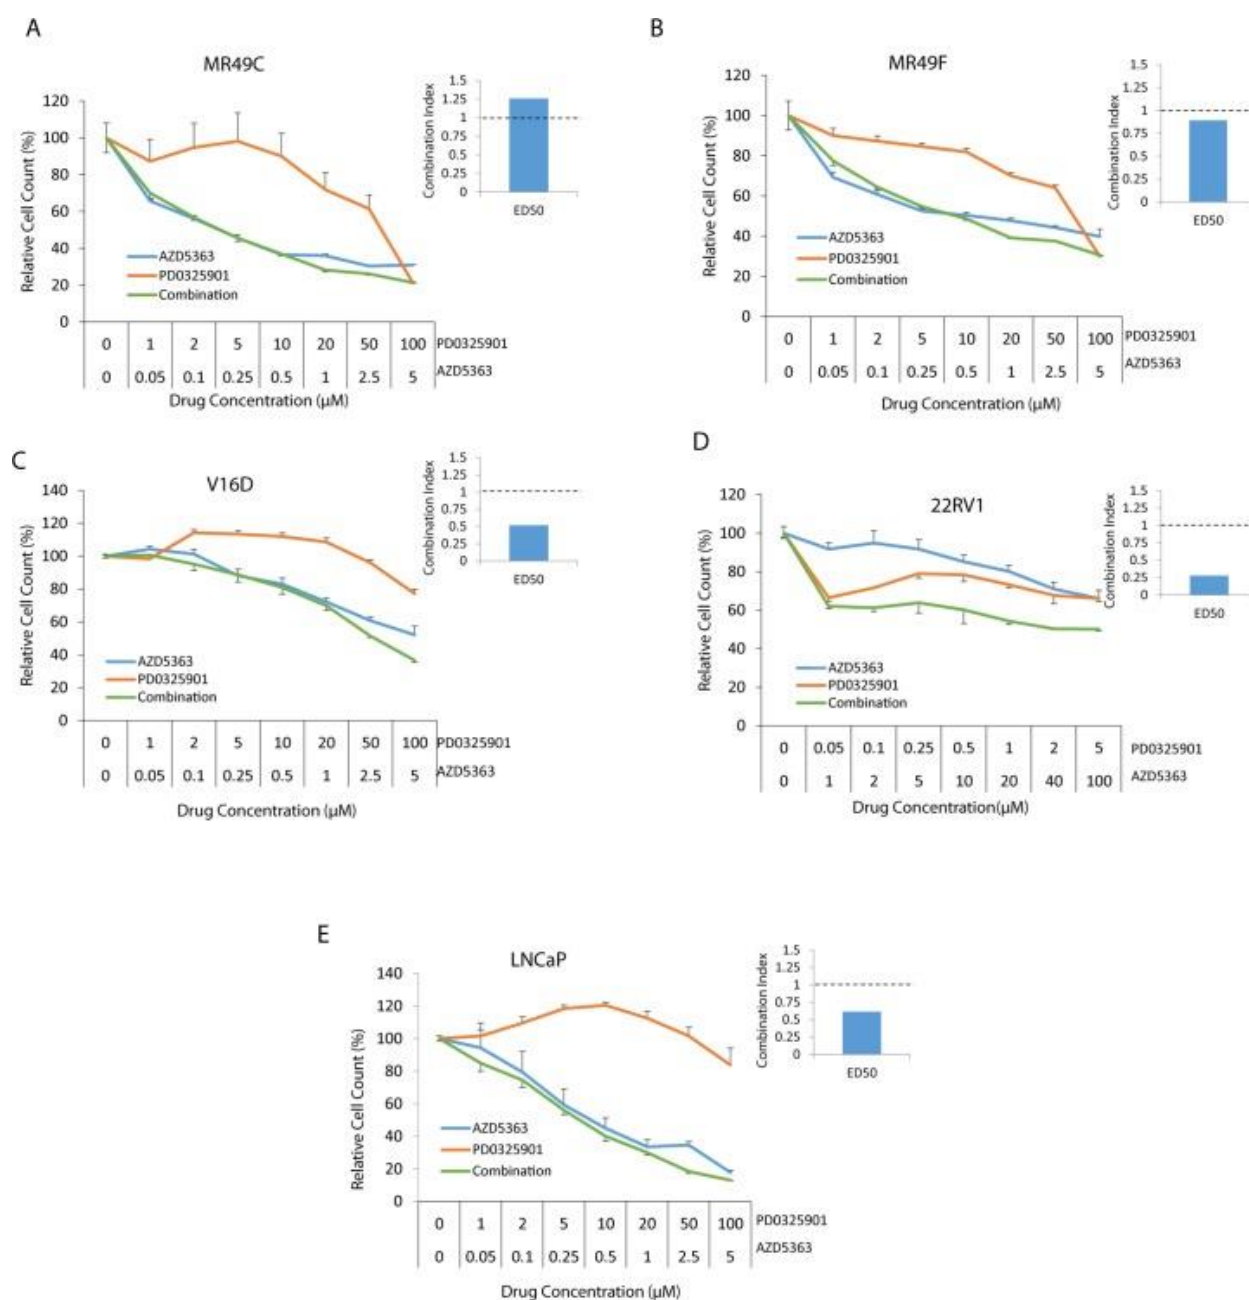 A
MR49C
Relative Cell Count (%)
120
100
80
60
40
20
0
AZD5363
PD0325901
Combination
0 1 2 5 10 20 50 100 PD0325901
0 0.05 0.1 0.25 0.5 1 2.5 5 AZD5363
Drug Concentration (μM)
Combination Index
1.5
1.25
1
0.75
0.5
0.25
0
ED50
B
MR49F
Relative Cell Count (%)
120
100
80
60
40
20
0
AZD5363
PD0325901
Combination
0 1 2 5 10 20 50 100 PD0325901
0 0.05 0.1 0.25 0.5 1 2.5 5 AZD5363
Drug Concentration (μM)
Combination Index
1.5
1.25
1
0.75
0.5
0.25
0
ED50
C
V16D
Relative Cell Count (%)
140
120
100
80
60
40
20
0
AZD5363
PD0325901
Combination
0 1 2 5 10 20 50 100 PD0325901
0 0.05 0.1 0.25 0.5 1 2.5 5 AZD5363
Drug Concentration (μM)
Combination Index
1.5
1.25
1
0.75
0.5
0.25
0
ED50
D
22RV1
Relative Cell Count (%)
120
100
80
60
40
20
0
AZD5363
PD0325901
Combination
0 0.05 0.1 0.25 0.5 1 2 5 PD0325901
0 1 2 5 10 20 40 100 AZD5363
Drug Concentration(μM)
Combination Index
1.5
1.25
1
0.75
0.5
0.25
0
ED50
E
LNCaP
Relative Cell Count (%)
140
120
100
80
60
40
20
0
AZD5363
PD0325901
Combination
0 1 2 5 10 20 50 100 PD0325901
0 0.05 0.1 0.25 0.5 1 2.5 5 AZD5363
Drug Concentration (μM)
Combination Index
1.5
1.25
1
0.75
0.5
0.25
0
ED50